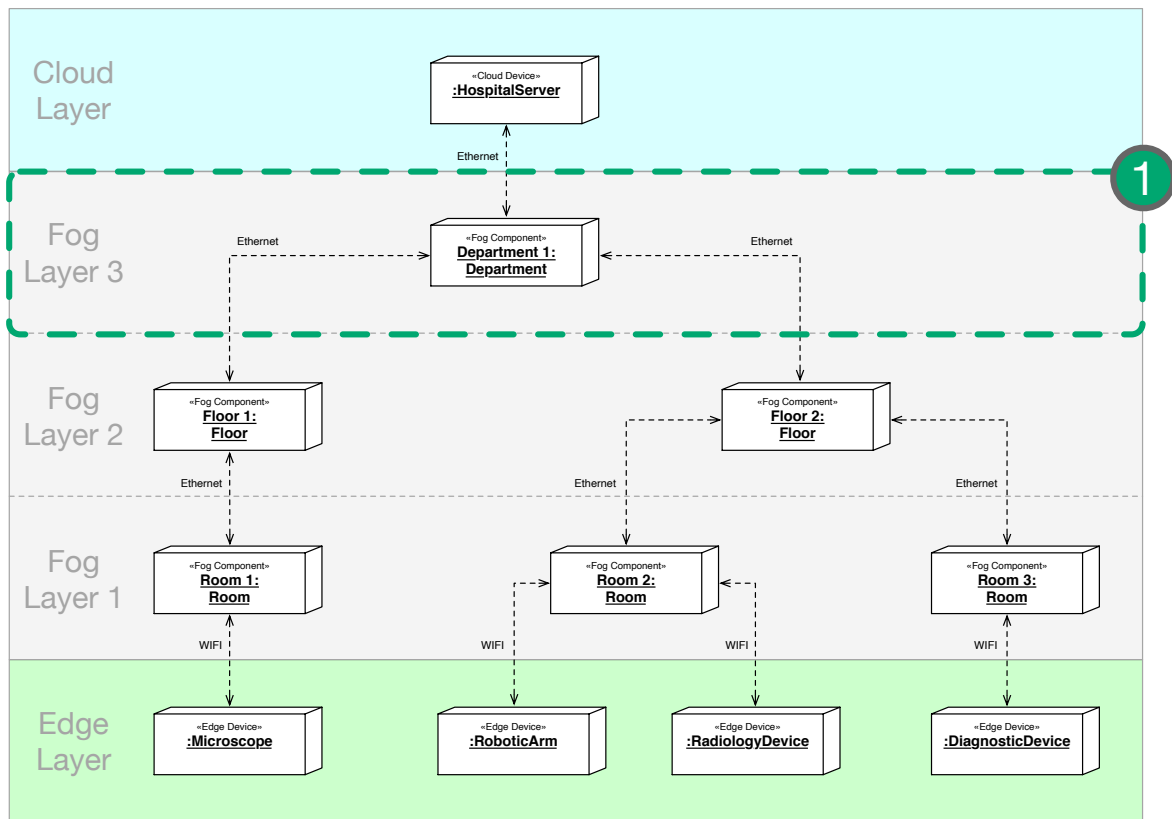 Cloud
Layer
«Cloud Device»
:HospitalServer
Ethernet
1
Fog
Layer 3
«Fog Component»
Department 1:
Department
Ethernet
Ethernet
Fog
Layer 2
«Fog Component»
Floor 1:
Floor
«Fog Component»
Floor 2:
Floor
Ethernet
Ethernet
Ethernet
Fog
Layer 1
«Fog Component»
Room 1:
Room
«Fog Component»
Room 2:
Room
«Fog Component»
Room 3:
Room
WIFI
WIFI
WIFI
WIFI
Edge
Layer
«Edge Device»
:Microscope
«Edge Device»
:RoboticArm
«Edge Device»
:RadiologyDevice
«Edge Device»
:DiagnosticDevice